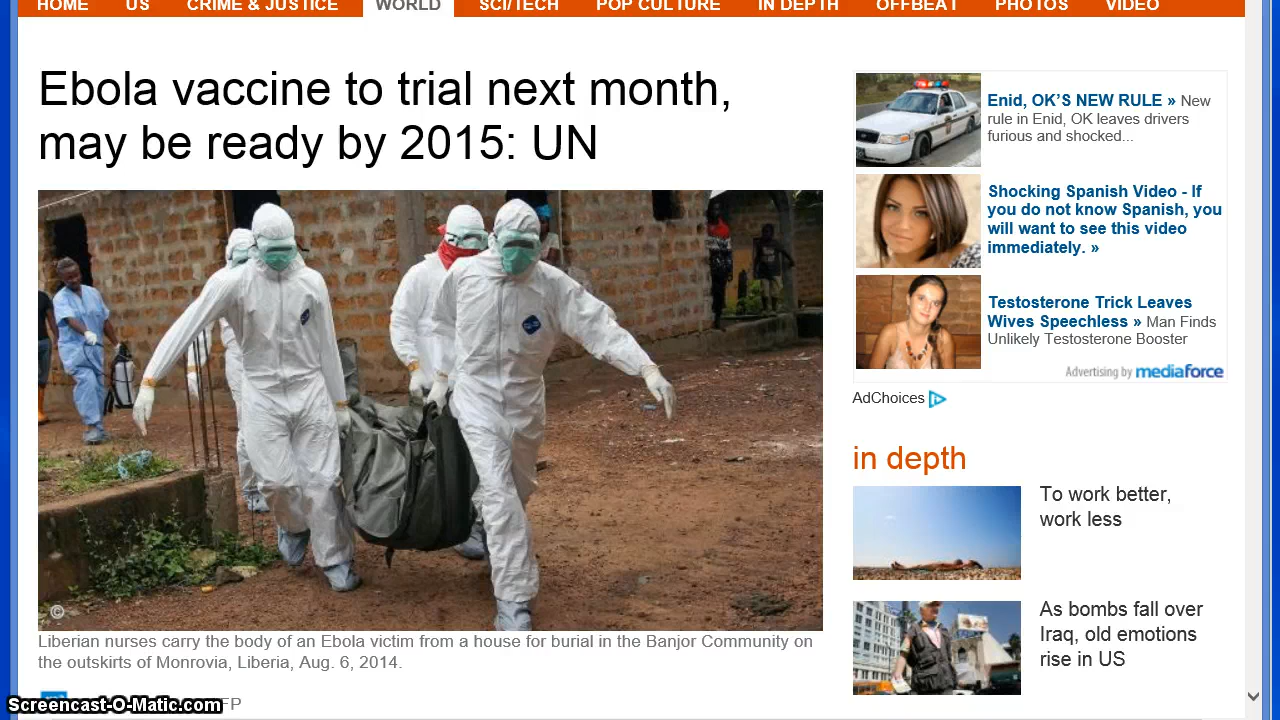 HOME US CRIME & JUSTICE WORLD SCI/TECH POP CULTURE IN DEPTH OFFBEAT PHOTOS VIDEO
Ebola vaccine to trial next month,
may be ready by 2015: UN
©
Liberian nurses carry the body of an Ebola victim from a house for burial in the Banjor Community on
the outskirts of Monrovia, Liberia, Aug. 6, 2014.
FP
Screencast-O-Matic.com
Enid, OK'S NEW RULE » New
rule in Enid, OK leaves drivers
furious and shocked...
Shocking Spanish Video - If
you do not know Spanish, you
will want to see this video
immediately. »
Testosterone Trick Leaves
Wives Speechless » Man Finds
Unlikely Testosterone Booster
Advertising by mediaforce
AdChoices
in depth
To work better,
work less
As bombs fall over
Iraq, old emotions
rise in US